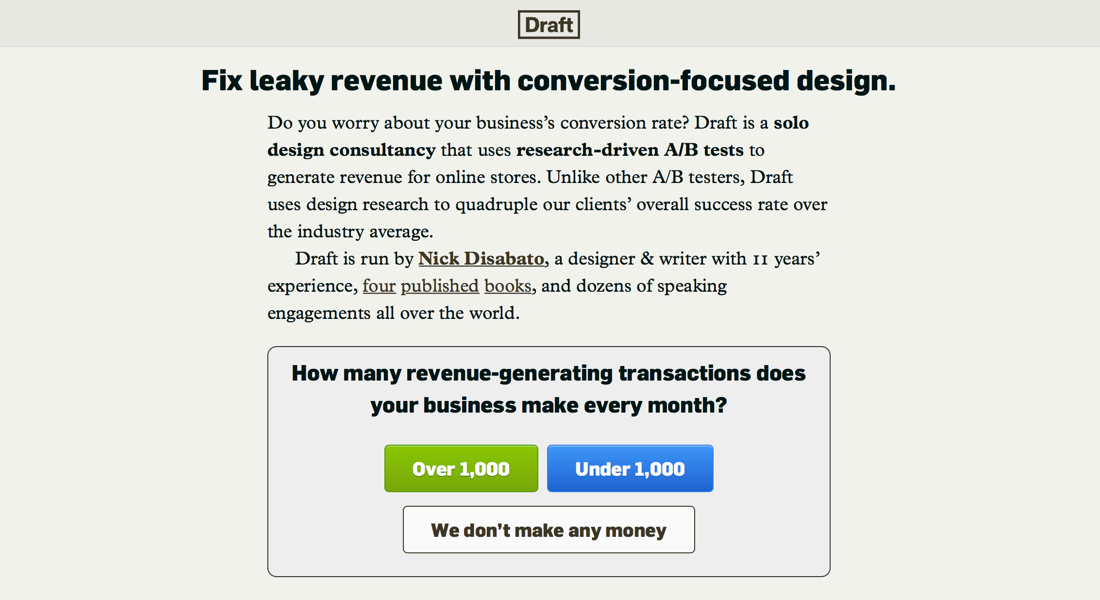 Draft
Fix leaky revenue with conversion-focused design.
Do you worry about your business’s conversion rate? Draft is a solo
design consultancy that uses research-driven A/B tests to
generate revenue for online stores. Unlike other A/B testers, Draft
uses design research to quadruple our clients’ overall success rate over
the industry average.
Draft is run by Nick Disabato, a designer & writer with 11 years’
experience, four published books, and dozens of speaking
engagements all over the world.
How many revenue-generating transactions does
your business make every month?
Over 1,000
Under 1,000
We don’t make any money